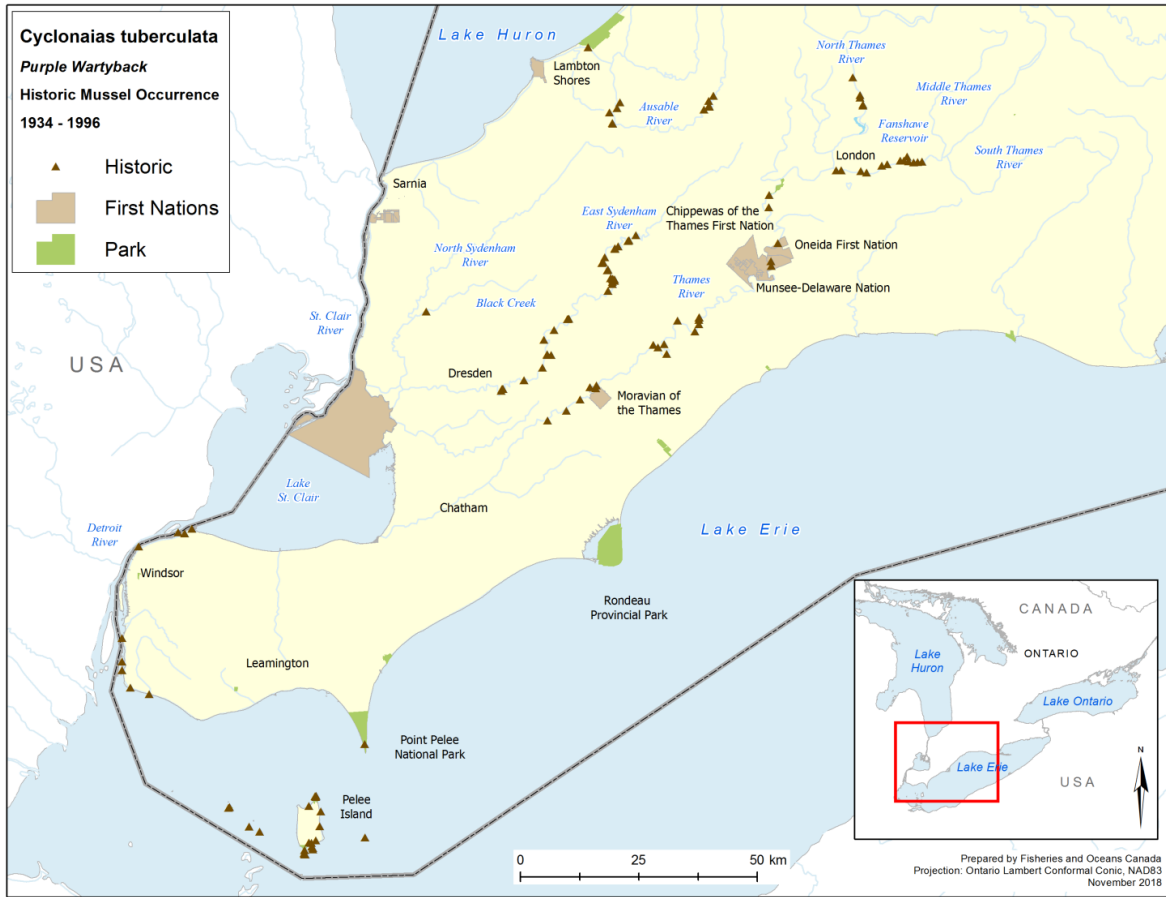 Cyclonaias tuberculata
Purple Wartyback
Historic Mussel Occurrence
1934 - 1996
Historic
First Nations
Park
Lake Huron
Lambton
Shores
Ausable
River
North Thames
River
Middle Thames
River
Fanshawe
Reservoir
South Thames
River
London
Sarnia
Chippewas of the
Thames First Nation
East Sydenham
River
Oneida First Nation
North Sydenham
River
Munsee-Delaware Nation
Thames
River
Black Creek
St. Clair
River
USA
Dresden
Moravian of
the Thames
Lake
St. Clair
Chatham
Detroit
River
Lake Erie
Windsor
Rondeau
Provincial Park
Leamington
Point Pelee
National Park
Pelee
Island
CANADA
ONTARIO
Lake
Huron
Lake Ontario
Lake Erie
USA
N
0 25 50 km
Prepared by Fisheries and Oceans Canada
Projection: Ontario Lambert Conformal Conic, NAD83
November 2018